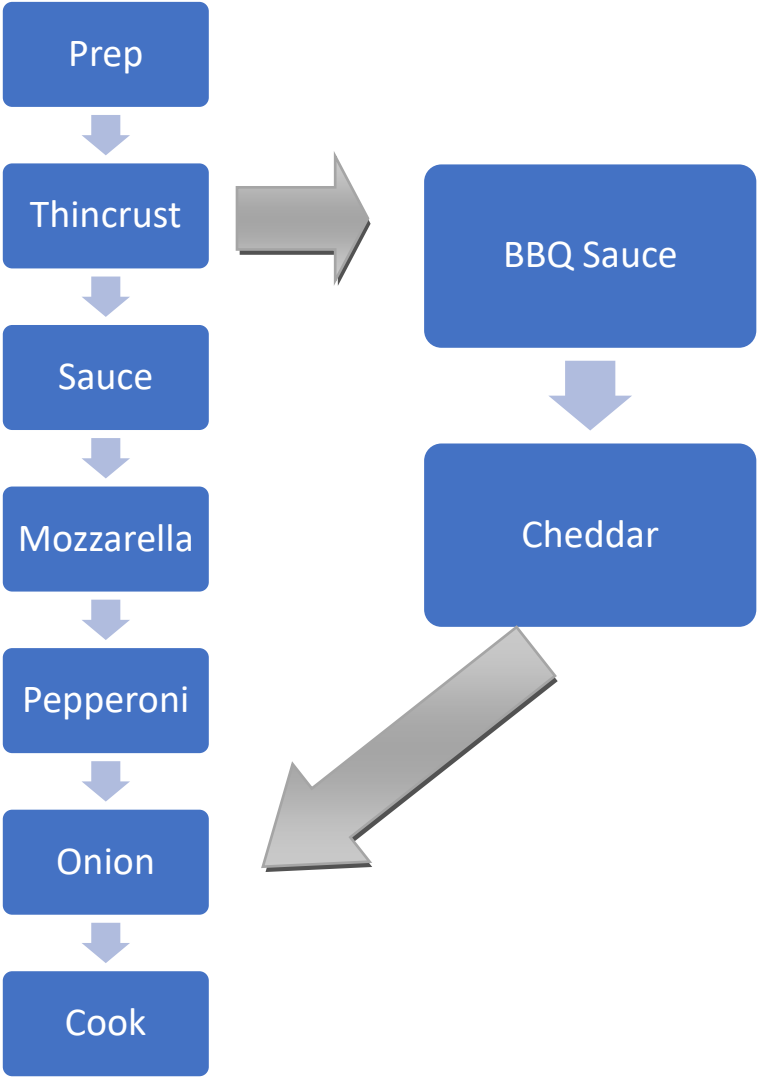 Prep
Thincrust
Sauce
Mozzarella
Pepperoni
Onion
Cook
BBQ Sauce
Cheddar